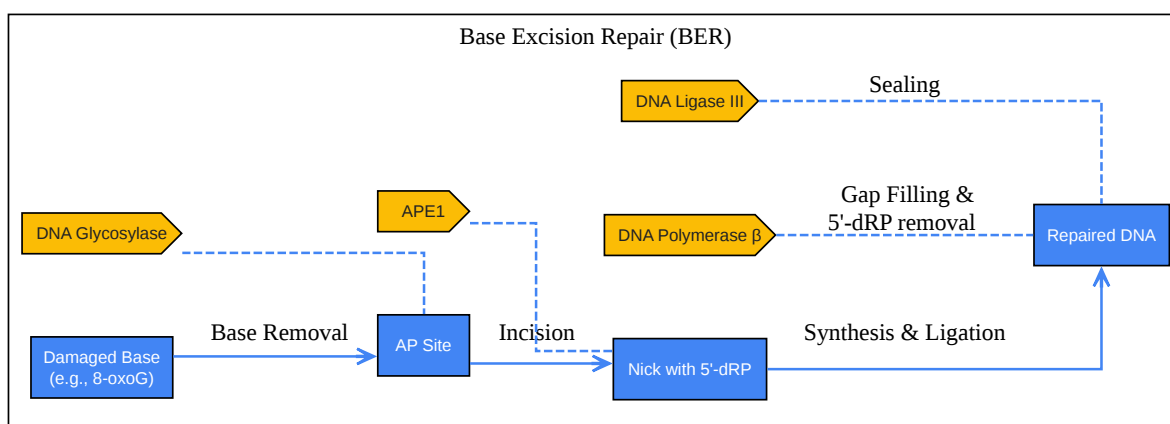 Base Excision Repair (BER)
DNA Ligase III
Sealing
DNA Glycosylase
APE1
DNA Polymerase β
Gap Filling &
5'-dRP removal
Repaired DNA
Damaged Base
(e.g., 8-oxoG)
Base Removal
AP Site
Incision
Nick with 5'-dRP
Synthesis & Ligation